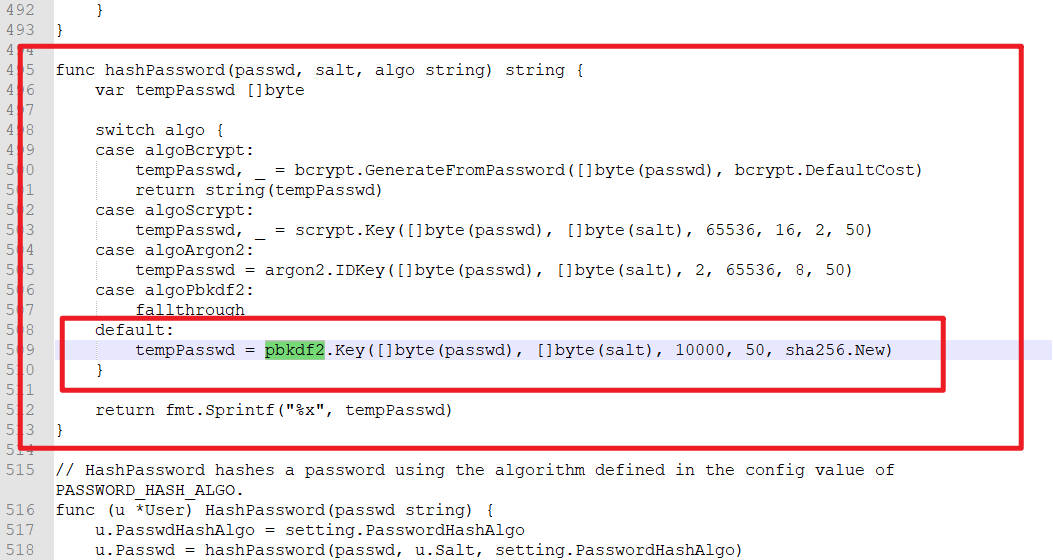 492         }
493     }
494
495     func hashPassword(passwd, salt, algo string) string {
496         var tempPasswd []byte
497
498         switch algo {
499         case algoBcrypt:
500             tempPasswd, _ = bcrypt.GenerateFromPassword([]byte(passwd), bcrypt.DefaultCost)
501             return string(tempPasswd)
502         case algoScrypt:
503             tempPasswd, _ = scrypt.Key([]byte(passwd), []byte(salt), 65536, 16, 2, 50)
504         case algoArgon2:
505             tempPasswd = argon2.IDKey([]byte(passwd), []byte(salt), 2, 65536, 8, 50)
506         case algoPbkdf2:
507             fallthrough
508         default:
509             tempPasswd = pbkdf2.Key([]byte(passwd), []byte(salt), 10000, 50, sha256.New)
510         }
511
512         return fmt.Sprintf("%x", tempPasswd)
513     }
514
515     // HashPassword hashes a password using the algorithm defined in the config value of
PASSWORD_HASH_ALGO.
516     func (u *User) HashPassword(passwd string) {
517         u.PasswdHashAlgo = setting.PasswordHashAlgo
518         u.Passwd = hashPassword(passwd, u.Salt, setting.PasswordHashAlgo)